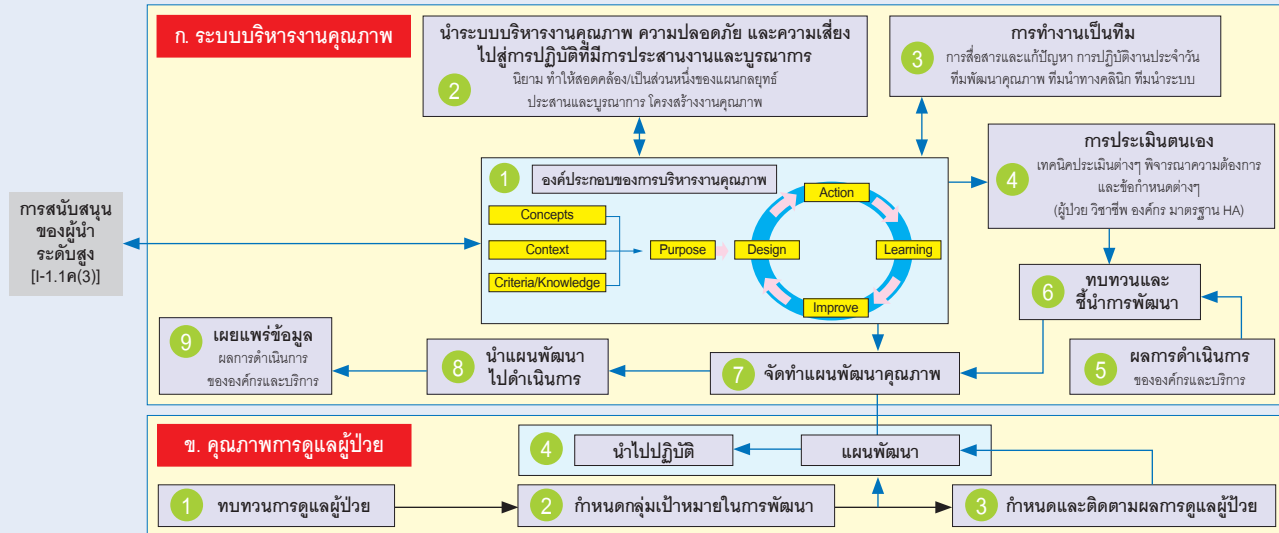 ก. ระบบบริหารงานคุณภาพ
นำระบบบริหารงานคุณภาพ ความปลอดภัย และความเสี่ยง
ไปสู่การปฏิบัติที่มีการประสานงานและบูรณาการ
2
นิยาม ทำให้สอดคล้อง/เป็นส่วนหนึ่งของแผนกลยุทธ์
ประสานและบูรณาการ โครงสร้างงานคุณภาพ
การทำงานเป็นทีม
3
การสื่อสารและแก้ปัญหา การปฏิบัติงานประจำวัน
ทีมพัฒนาคุณภาพ ทีมนำทางคลินิก ทีมนำระบบ
การประเมินตนเอง
4
เทคนิคประเมินต่างๆ พิจารณาความต้องการ
และข้อกำหนดต่างๆ
(ผู้ป่วย วิชาชีพ องค์กร มาตรฐาน HA)
1
องค์ประกอบของการบริหารงานคุณภาพ
Concepts
Context
Criteria/Knowledge
Purpose
Design
Action
Learning
Improve
การสนับสนุน
ของผู้นำ
ระดับสูง
[I-1.1ค(3)]
6
ทบทวนและ
ชี้นำการพัฒนา
5
ผลการดำเนินการ
ขององค์กรและบริการ
7
จัดทำแผนพัฒนาคุณภาพ
8
นำแผนพัฒนา
ไปดำเนินการ
9
เผยแพร่ข้อมูล
ผลการดำเนินการ
ขององค์กรและบริการ
ข. คุณภาพการดูแลผู้ป่วย
4
นำไปปฏิบัติ
แผนพัฒนา
1
ทบทวนการดูแลผู้ป่วย
2
กำหนดกลุ่มเป้าหมายในการพัฒนา
3
กำหนดและติดตามผลการดูแลผู้ป่วย